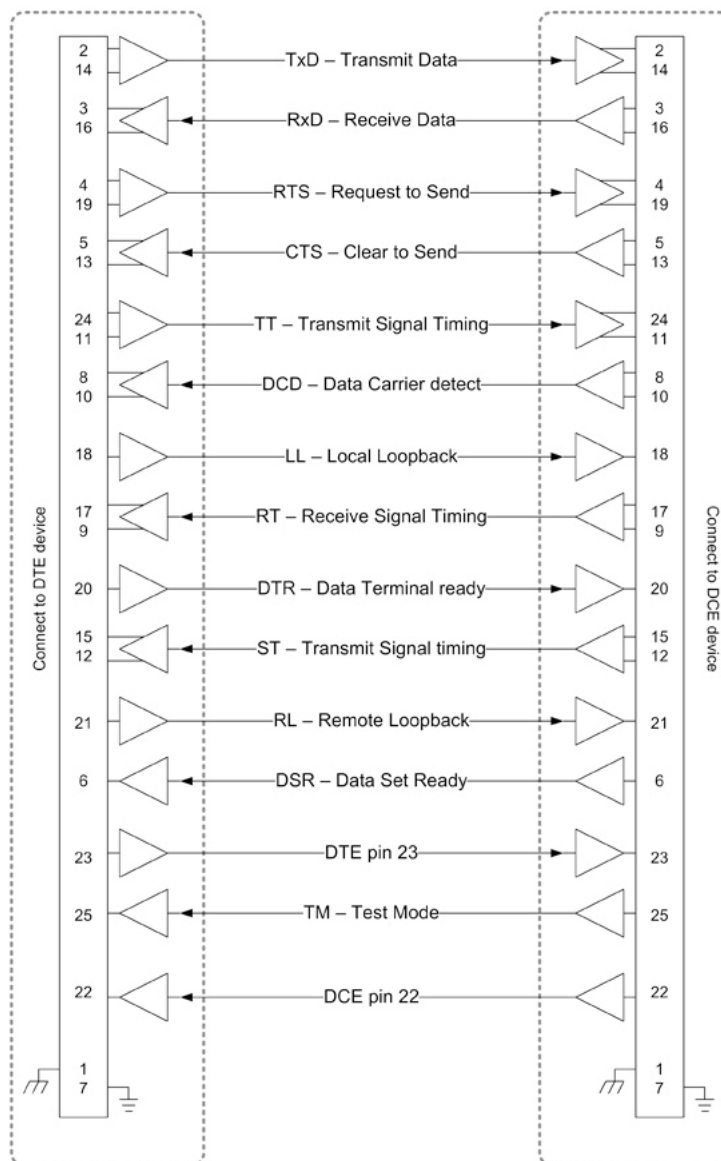 2 TxD – Transmit Data 2
14 14
3 RxD – Receive Data 3
16 16
4 RTS – Request to Send 4
19 19
5 CTS – Clear to Send 5
13 13
24 TT – Transmit Signal Timing 24
11 11
8 DCD – Data Carrier detect 8
10 10
18 LL – Local Loopback 18
17 RT – Receive Signal Timing 17
9 9
Connect to DTE device
Connect to DCE device
20 DTR – Data Terminal ready 20
15 ST – Transmit Signal timing 15
12 12
21 RL – Remote Loopback 21
6 DSR – Data Set Ready 6
23 DTE pin 23 23
25 TM – Test Mode 25
22 DCE pin 22 22
1 1
7 7